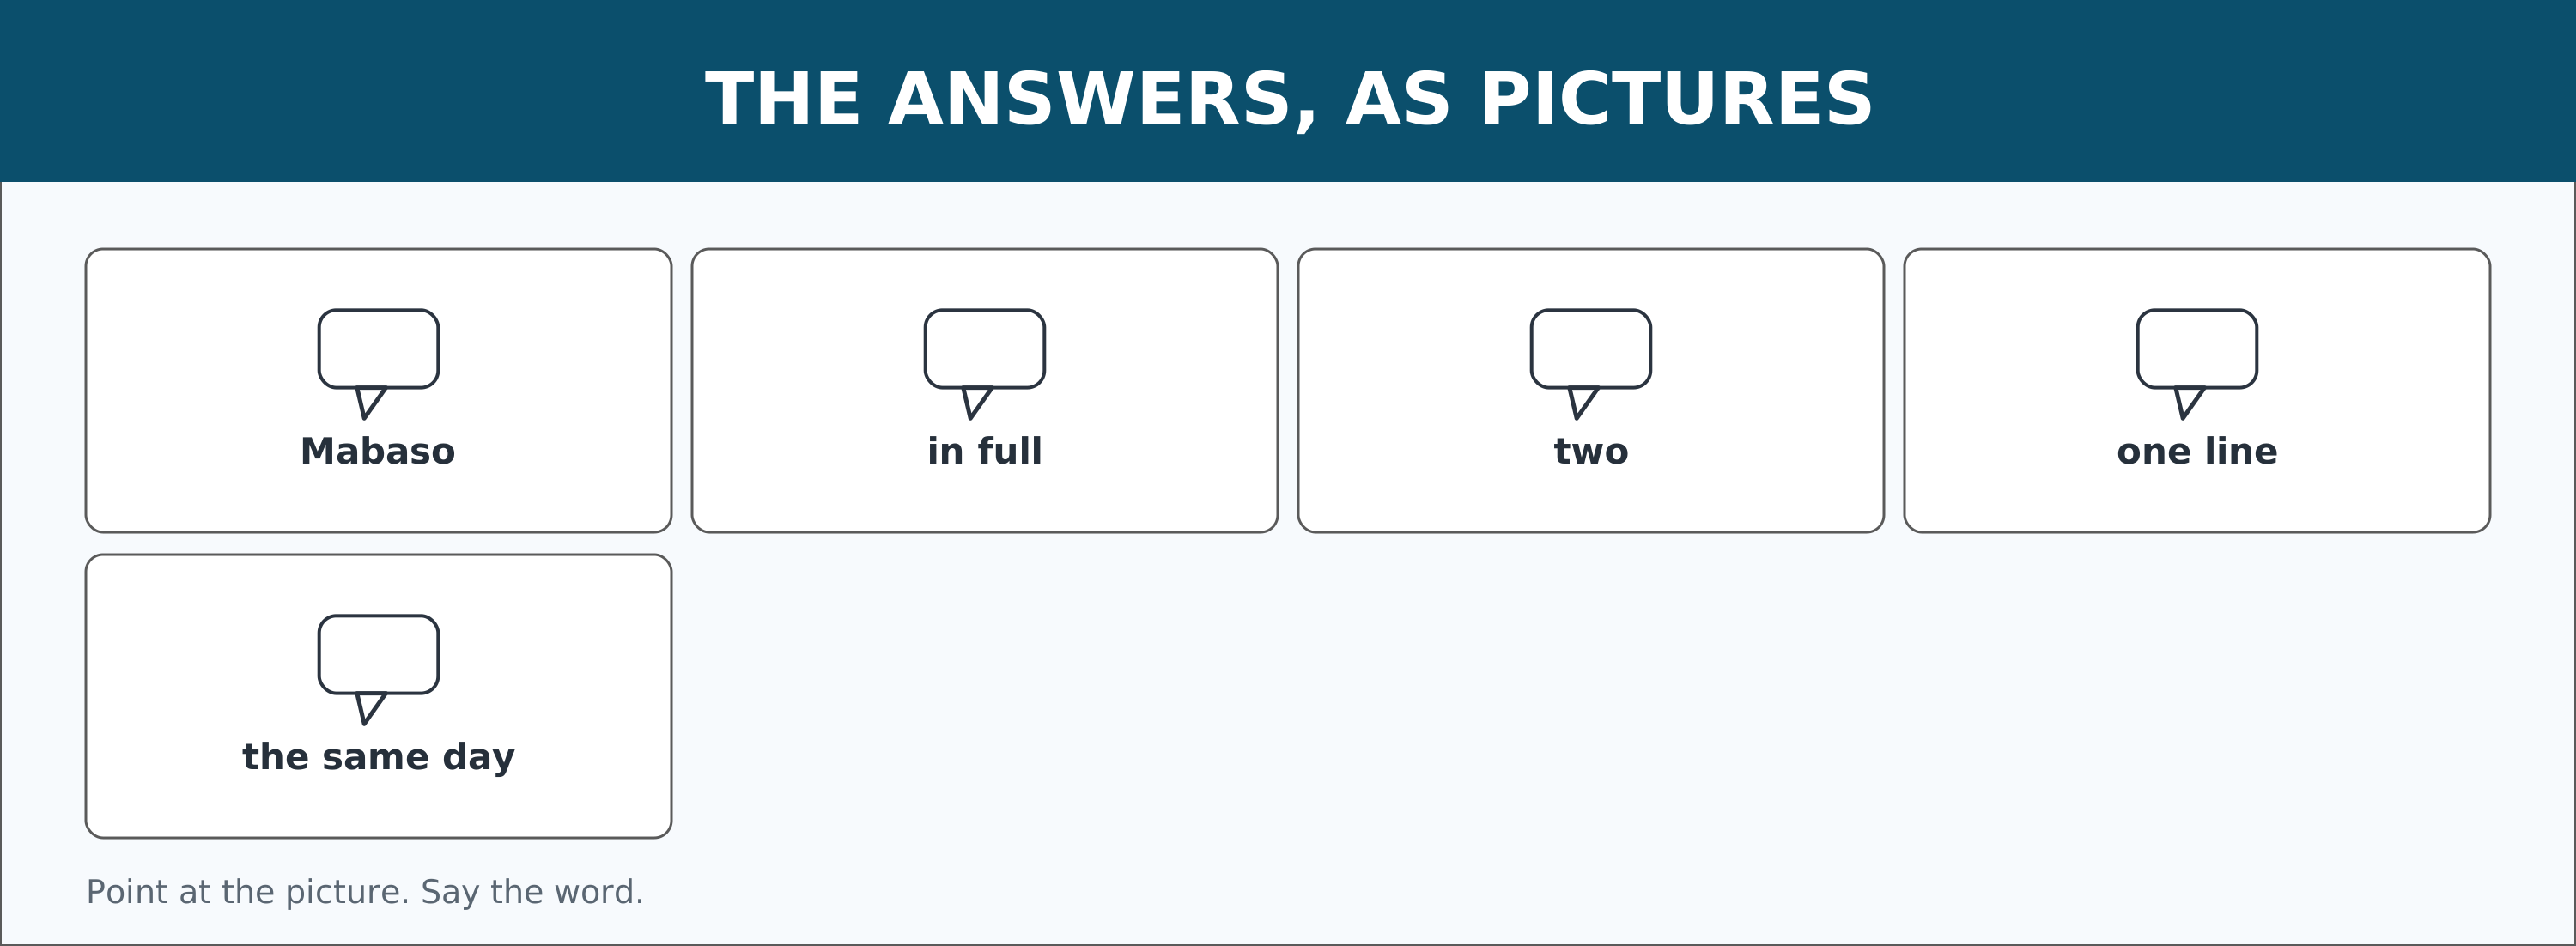 THE ANSWERS, AS PICTURES
Mabaso
in full
two
one line
the same day
Point at the picture. Say the word.